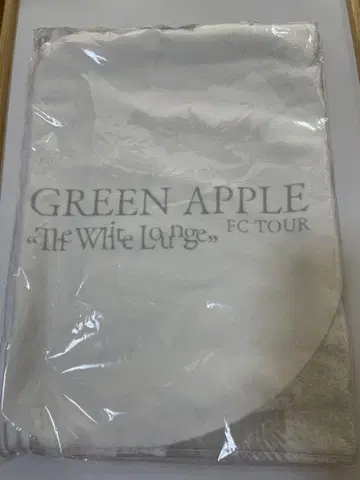 GREEN APPLE
“The White Lounge” FC TOUR